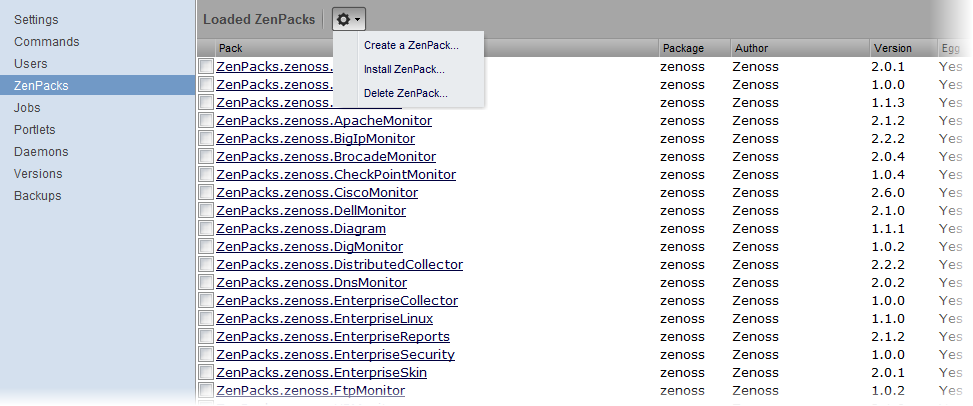 Settings
Commands
Users
ZenPacks
Jobs
Portlets
Daemons
Versions
Backups
Loaded ZenPacks
Create a ZenPack...
Install ZenPack...
Delete ZenPack...
Pack Package Author Version Egg
ZenPacks.zenoss. zenoss Zenoss 2.0.1 Yes
ZenPacks.zenoss. zenoss Zenoss 1.0.0 Yes
ZenPacks.zenoss. zenoss Zenoss 1.1.3 Yes
ZenPacks.zenoss.ApacheMonitor zenoss Zenoss 2.1.2 Yes
ZenPacks.zenoss.BigIpMonitor zenoss Zenoss 2.2.2 Yes
ZenPacks.zenoss.BrocadeMonitor zenoss Zenoss 2.0.4 Yes
ZenPacks.zenoss.CheckPointMonitor zenoss Zenoss 1.0.4 Yes
ZenPacks.zenoss.CiscoMonitor zenoss Zenoss 2.6.0 Yes
ZenPacks.zenoss.DellMonitor zenoss Zenoss 2.1.0 Yes
ZenPacks.zenoss.Diagram zenoss Zenoss 1.1.1 Yes
ZenPacks.zenoss.DigMonitor zenoss Zenoss 1.0.2 Yes
ZenPacks.zenoss.DistributedCollector zenoss Zenoss 2.2.2 Yes
ZenPacks.zenoss.DnsMonitor zenoss Zenoss 2.0.2 Yes
ZenPacks.zenoss.EnterpriseCollector zenoss Zenoss 1.0.0 Yes
ZenPacks.zenoss.EnterpriseLinux zenoss Zenoss 1.1.0 Yes
ZenPacks.zenoss.EnterpriseReports zenoss Zenoss 2.1.2 Yes
ZenPacks.zenoss.EnterpriseSecurity zenoss Zenoss 1.0.0 Yes
ZenPacks.zenoss.EnterpriseSkin zenoss Zenoss 2.0.1 Yes
ZenPacks.zenoss.FtpMonitor zenoss Zenoss 1.0.2 Yes